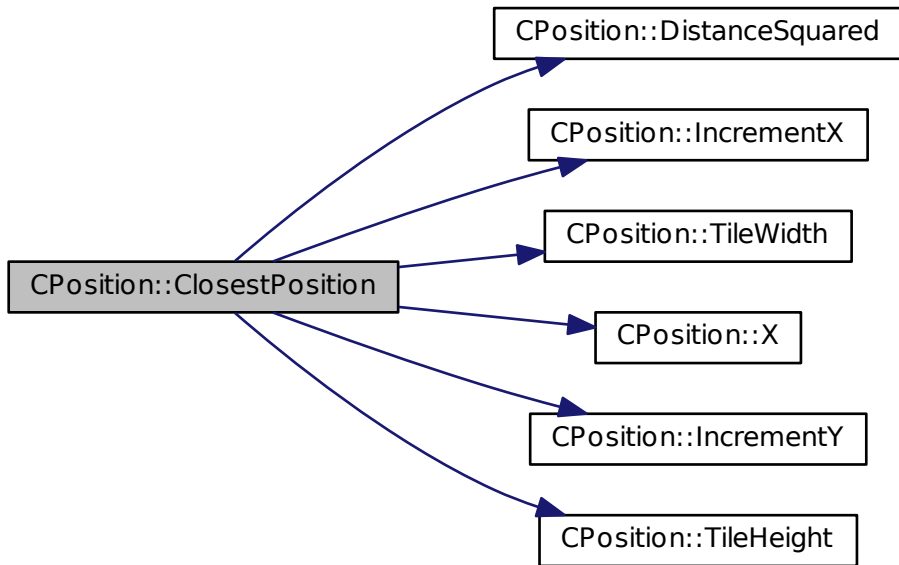 CPosition::DistanceSquared
CPosition::IncrementX
CPosition::TileWidth
CPosition::ClosestPosition
CPosition::X
CPosition::IncrementY
CPosition::TileHeight